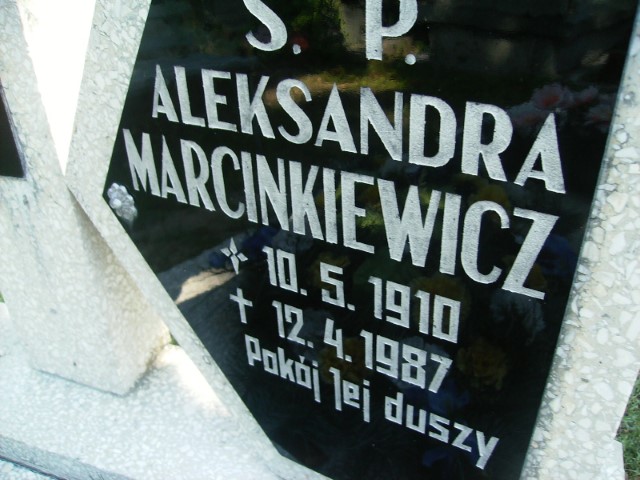 S. P.
ALEKSANDRA
MARCINKIEWICZ
10. 5. 1910
✝ 12. 4. 1987
Pokój Jej duszy